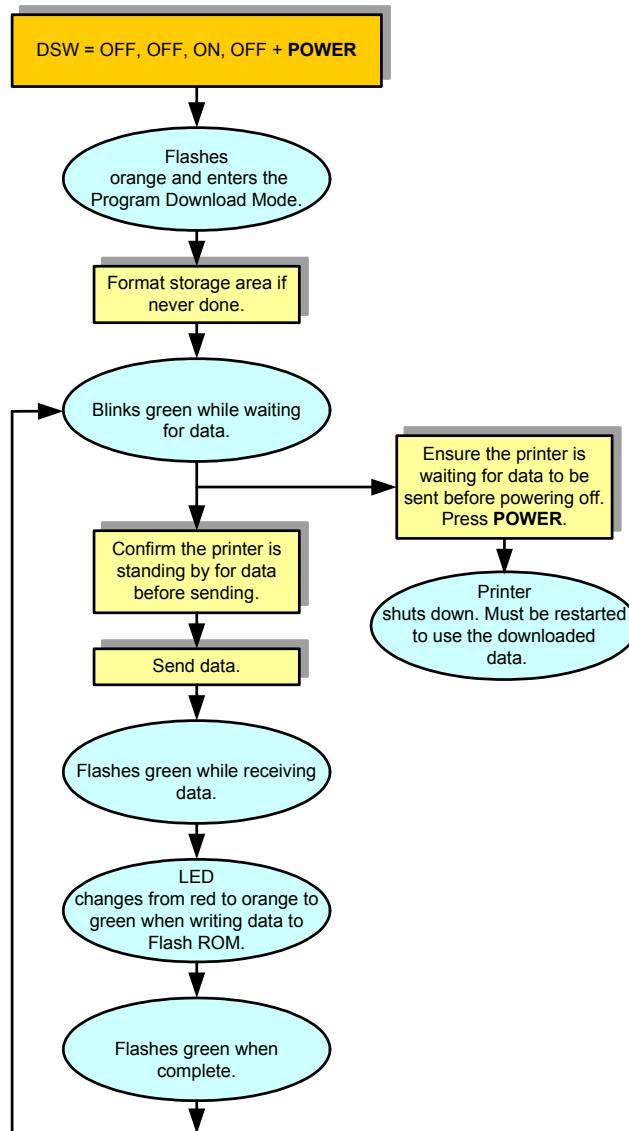 DSW = OFF, OFF, ON, OFF + POWER
Flashes
orange and enters the
Program Download Mode.
Format storage area if
never done.
Blinks green while waiting
for data.
Ensure the printer is
waiting for data to be
sent before powering off.
Press POWER.
Confirm the printer is
standing by for data
before sending.
Printer
shuts down. Must be restarted
to use the downloaded
data.
Send data.
Flashes green while receiving
data.
LED
changes from red to orange to
green when writing data to
Flash ROM.
Flashes green when
complete.